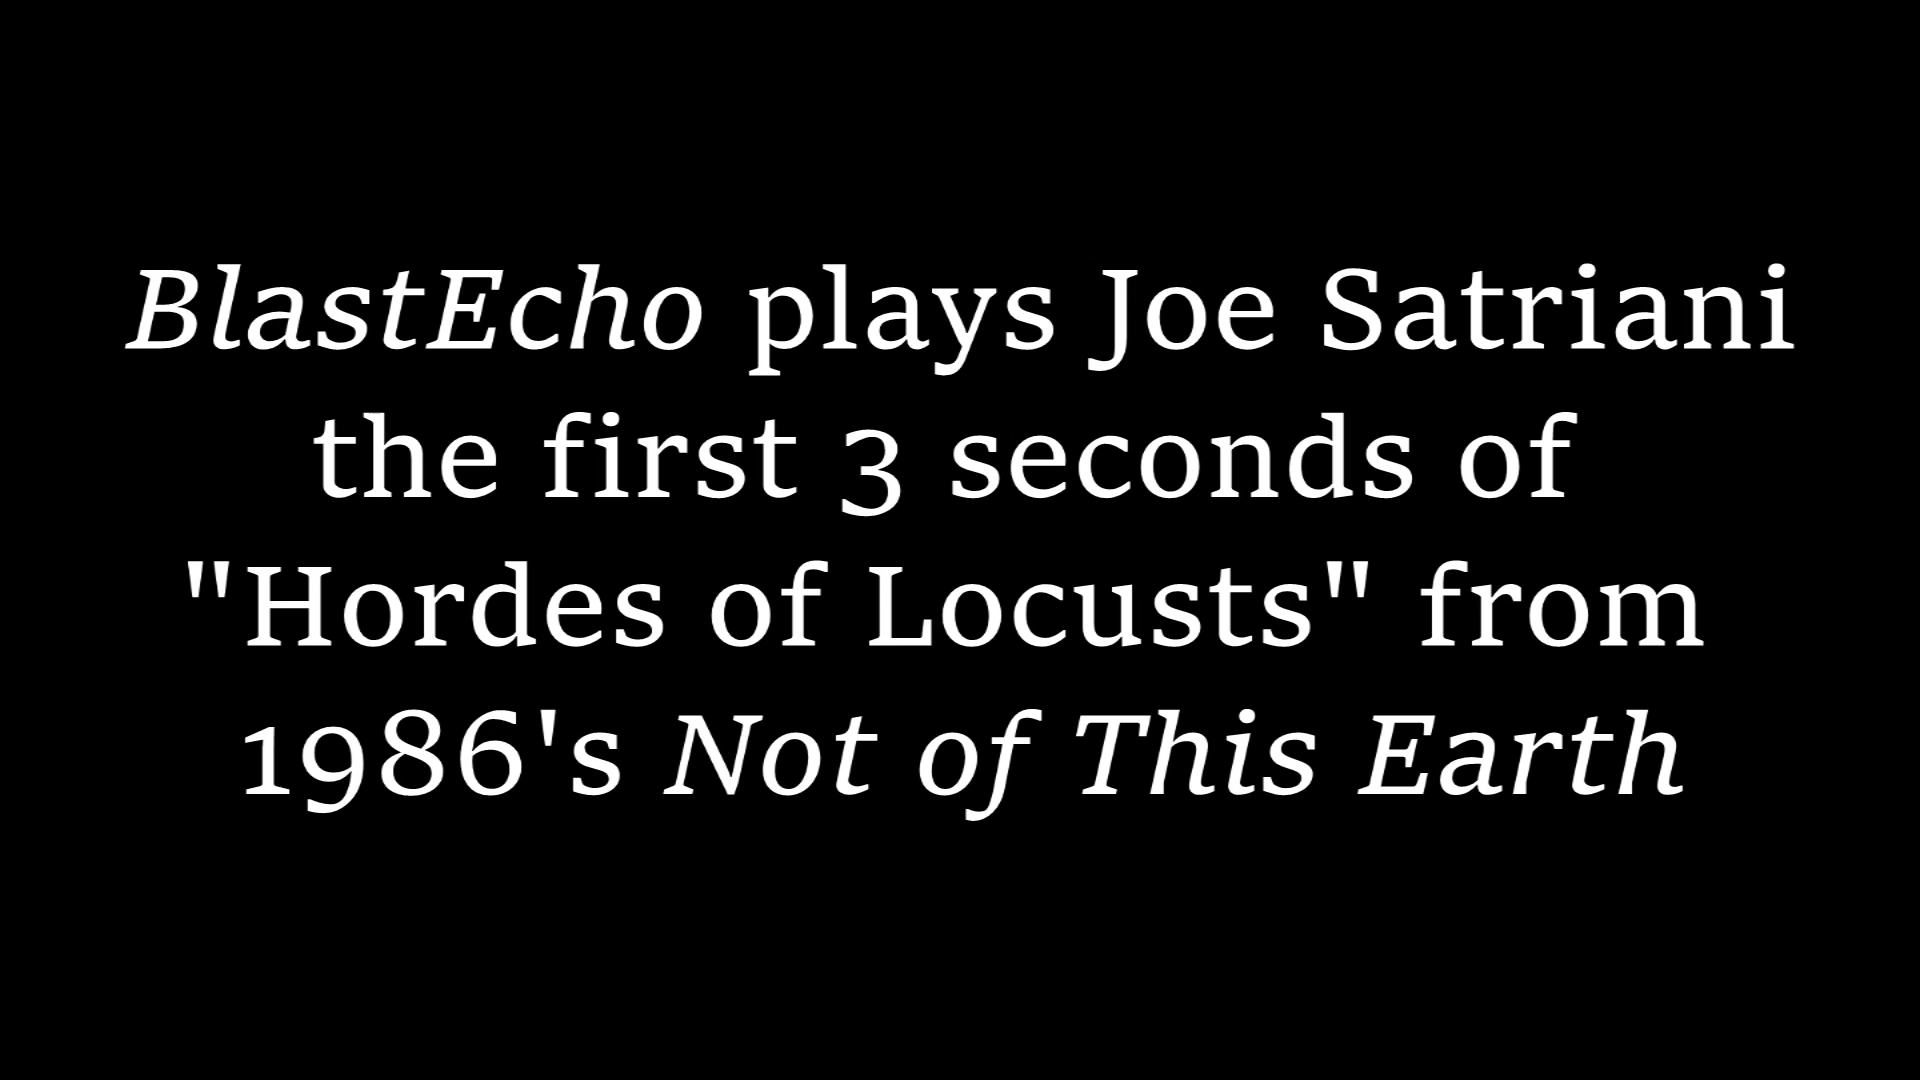 BlastEcho plays Joe Satriani
the first 3 seconds of
"Hordes of Locusts" from
1986's Not of This Earth